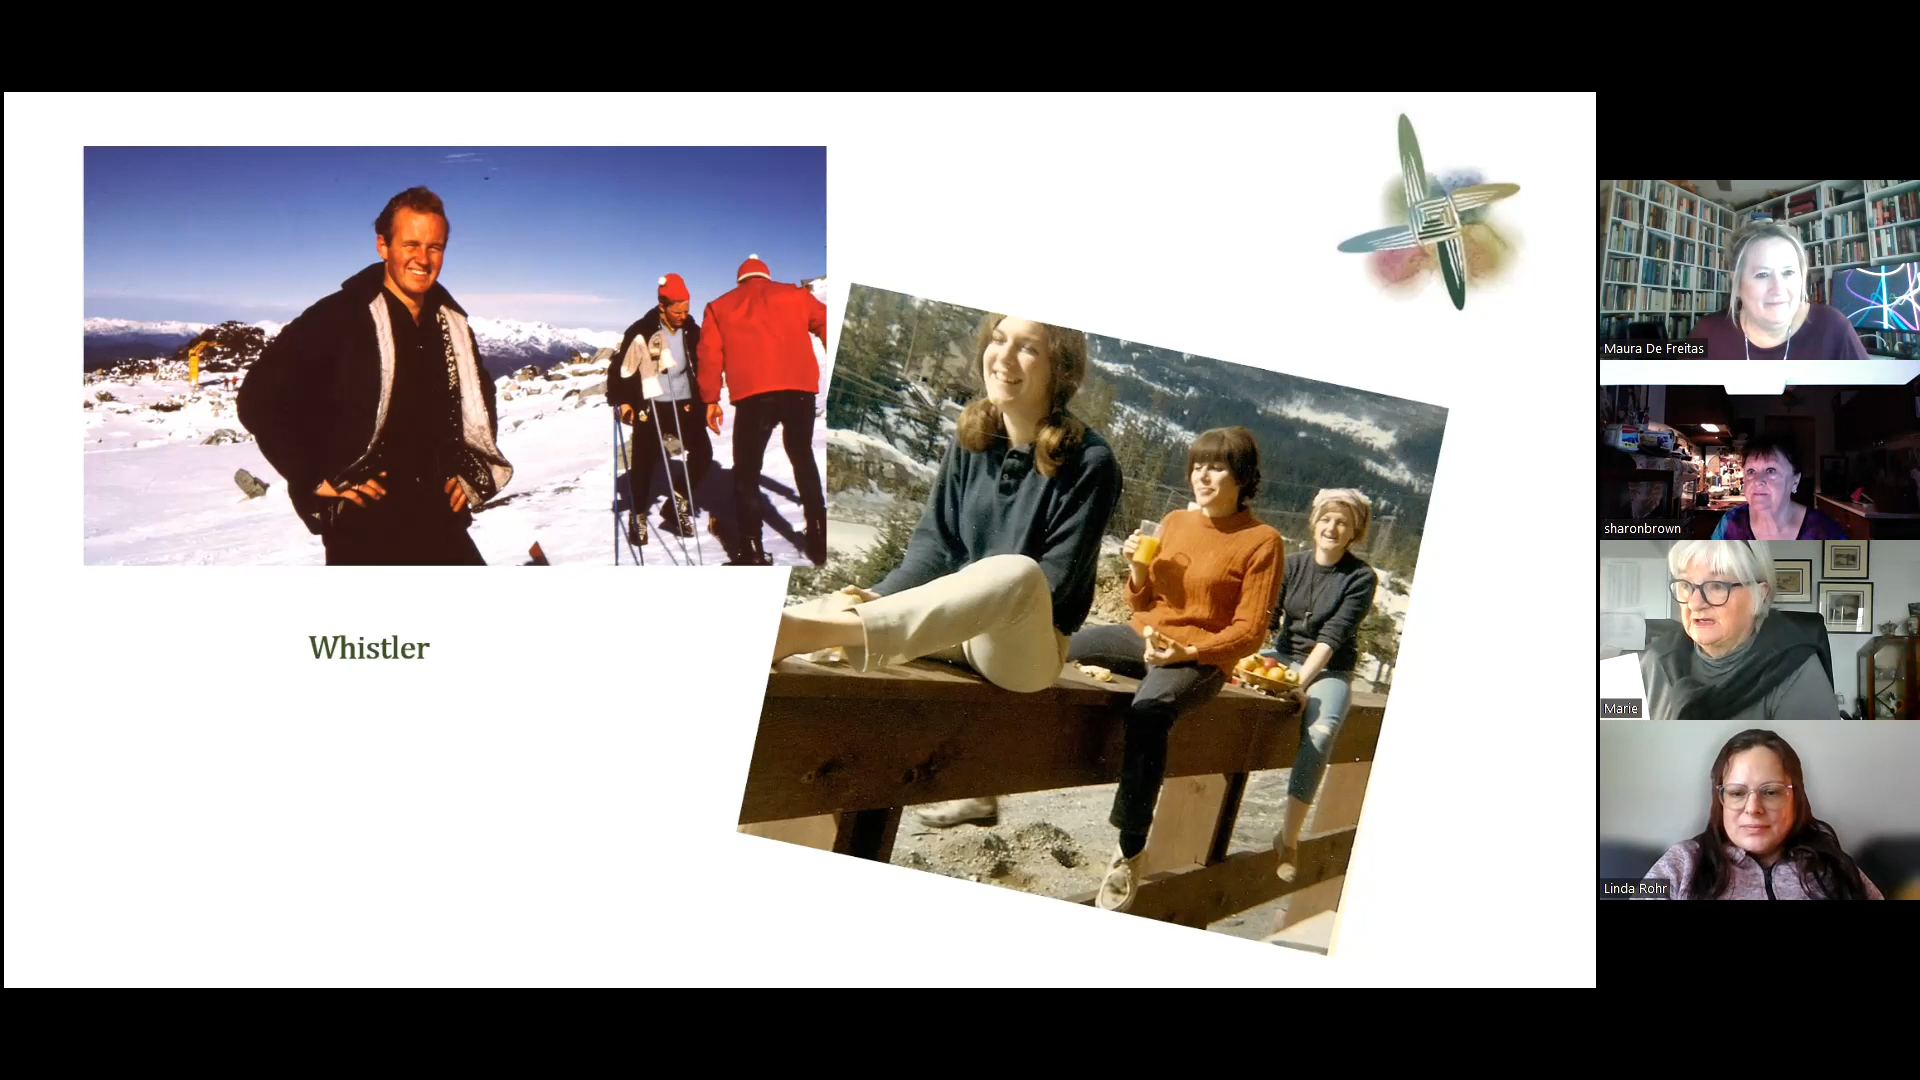 Whistler
Maura De Freitas
sharonbrown
Marie
Linda Rohr